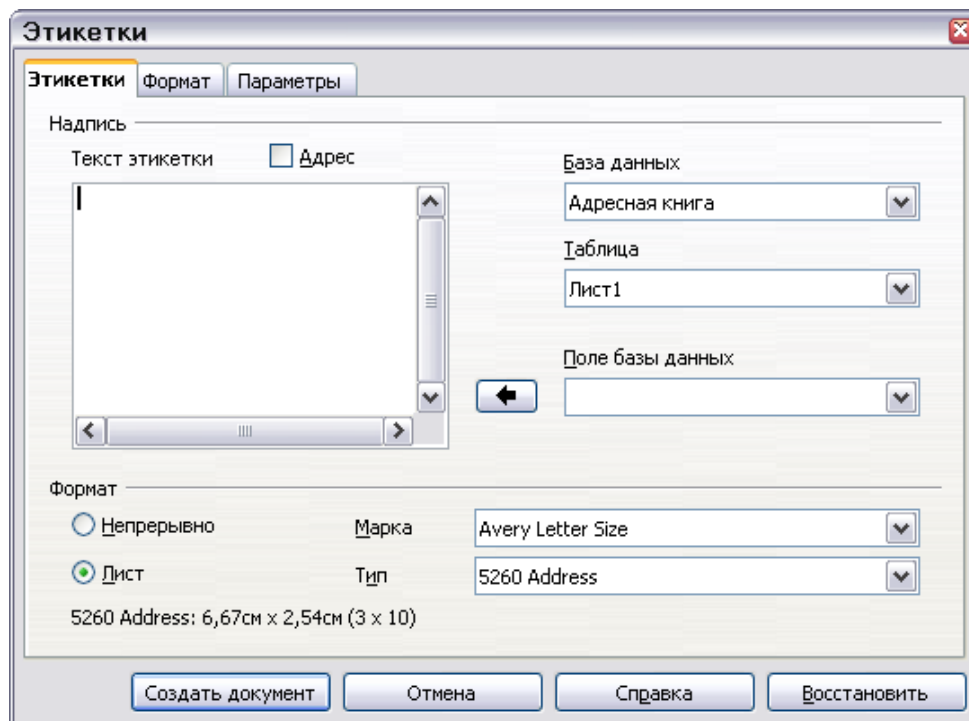 Этикетки
Этикетки Формат Параметры
Надпись
Текст этикетки Адрес
База данных
Адресная книга
Таблица
Лист1
Поле базы данных
Формат
Непрерывно Марка Avery Letter Size
Лист Тип 5260 Address
5260 Address: 6,67см x 2,54см (3 x 10)
Создать документ Отмена Справка Восстановить